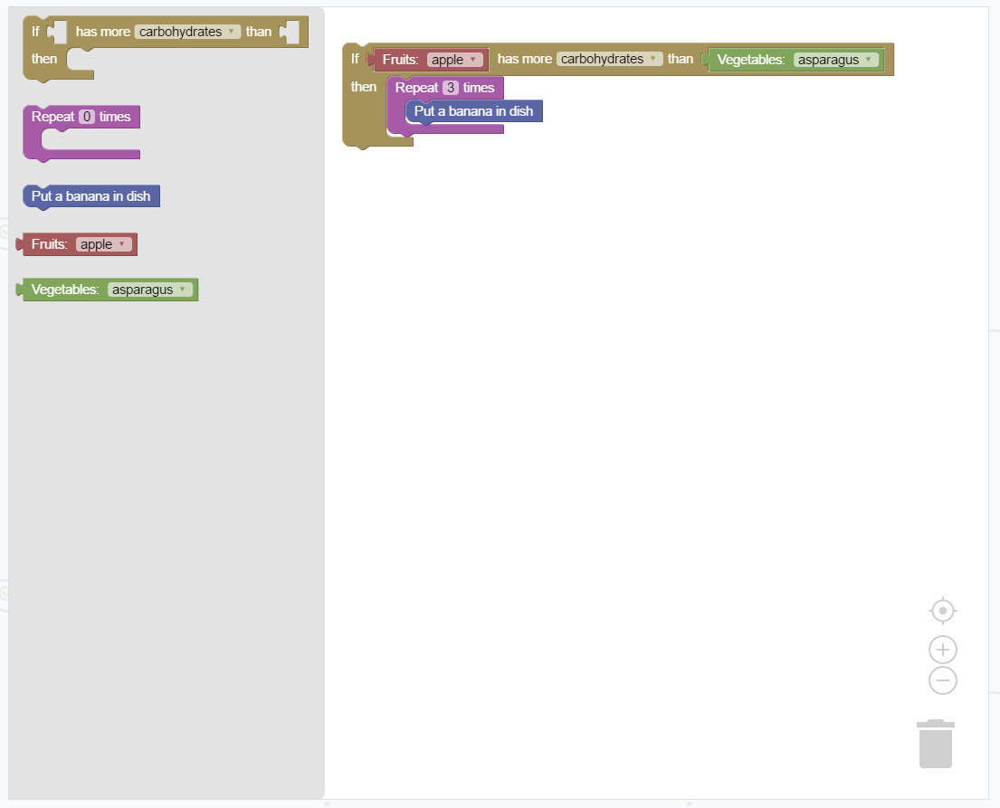 If has more carbohydrates than
then
Repeat 0 times
Put a banana in dish
Fruits: apple
Vegetables: asparagus
If Fruits: apple has more carbohydrates than Vegetables: asparagus
then Repeat 3 times
Put a banana in dish